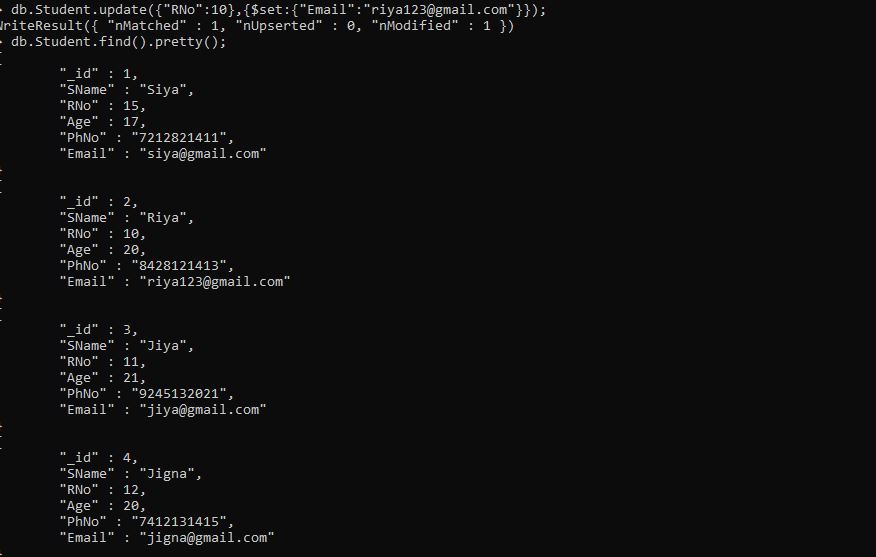 db.Student.update({"RNo":10},{$set:{"Email":"riya123@gmail.com"}});
WriteResult({ "nMatched" : 1, "nUpserted" : 0, "nModified" : 1 })
db.Student.find().pretty();
"_id" : 1,
"SName" : "Siya",
"RNo" : 15,
"Age" : 17,
"PhNo" : "7212821411",
"Email" : "siya@gmail.com"
"_id" : 2,
"SName" : "Riya",
"RNo" : 10,
"Age" : 20,
"PhNo" : "8428121413",
"Email" : "riya123@gmail.com"
"_id" : 3,
"SName" : "Jiya",
"RNo" : 11,
"Age" : 21,
"PhNo" : "9245132021",
"Email" : "jiya@gmail.com"
"_id" : 4,
"SName" : "Jigna",
"RNo" : 12,
"Age" : 20,
"PhNo" : "7412131415",
"Email" : "jigna@gmail.com"